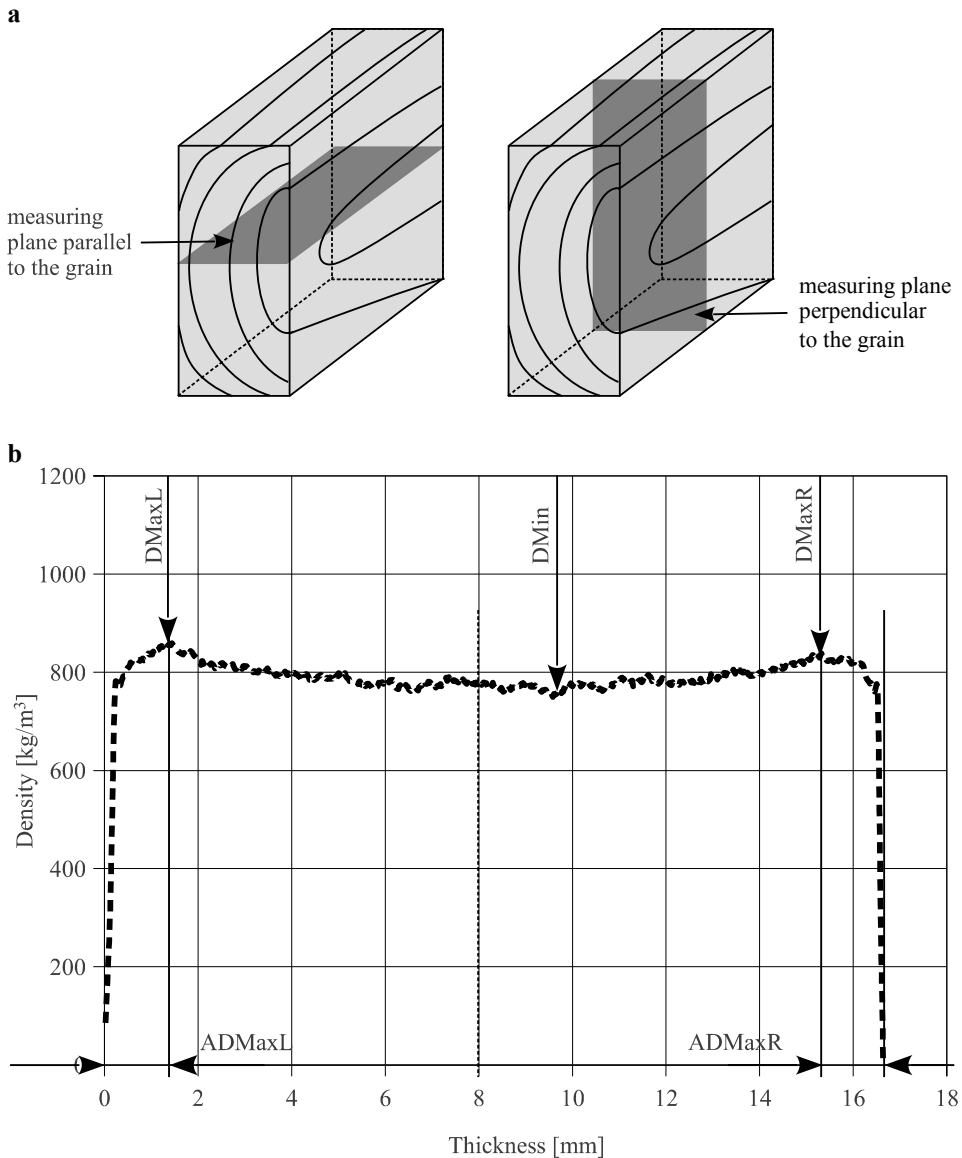 a
measuring
plane parallel
to the grain
measuring plane
perpendicular
to the grain
b
1200
1000
800
600
400
200
0
Density [kg/m³]
DMaxL
DMin
DMaxR
ADMaxL
ADMaxR
0 2 4 6 8 10 12 14 16 18
Thickness [mm]